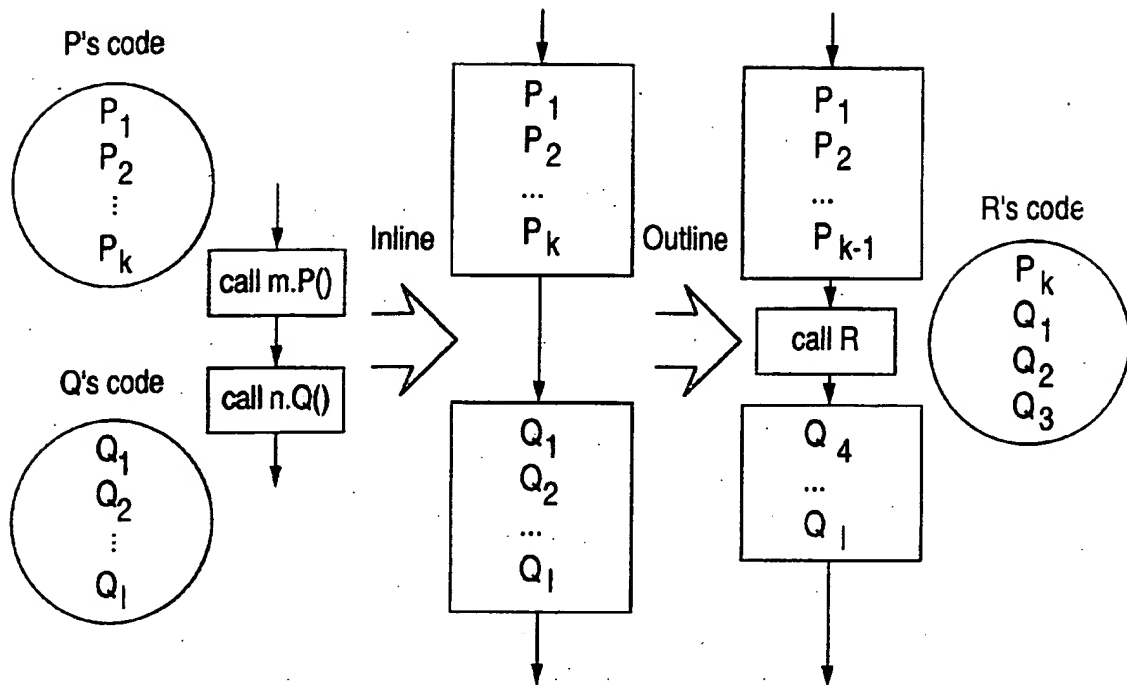 P's code
P1
P2
...
Pk
call m.P()
call n.Q()
Q's code
Q1
Q2
...
Ql
Inline
P1
P2
...
Pk
Q1
Q2
...
Ql
Outline
P1
P2
...
Pk-1
call R
Q4
...
Ql
R's code
Pk
Q1
Q2
Q3